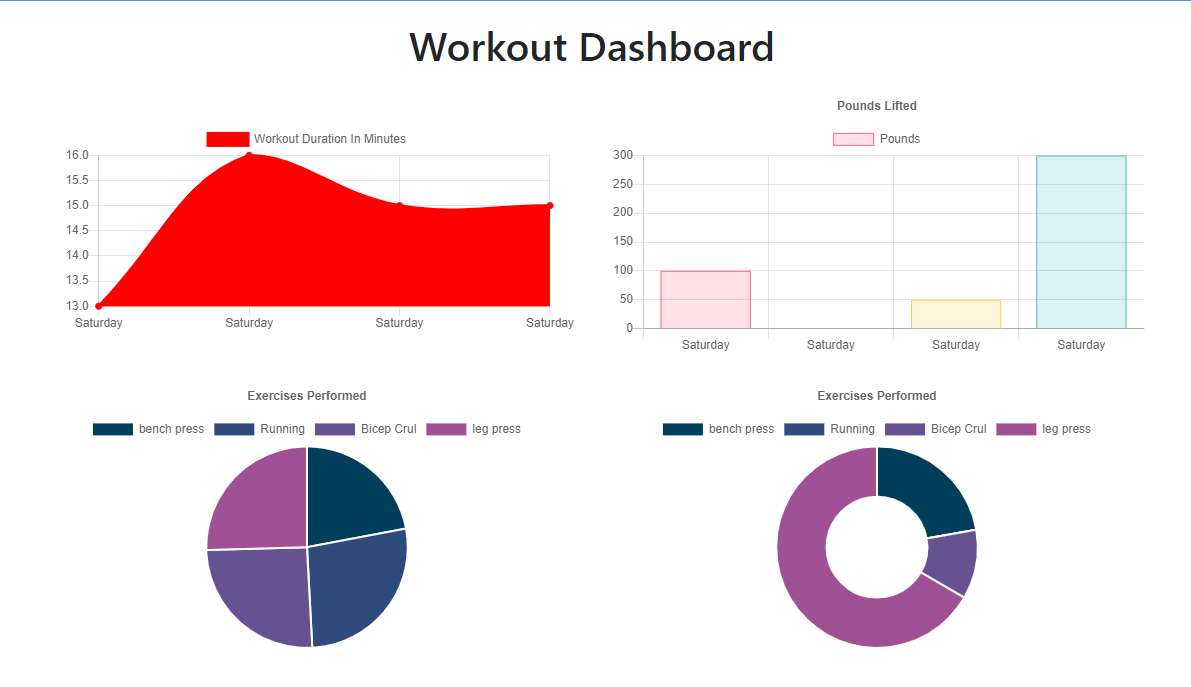 Workout Dashboard
Workout Duration In Minutes
16.0
15.5
15.0
14.5
14.0
13.5
13.0
Saturday Saturday Saturday Saturday
Pounds Lifted
Pounds
300
250
200
150
100
50
0
Saturday Saturday Saturday Saturday
Exercises Performed
bench press Running Bicep Crul leg press
Exercises Performed
bench press Running Bicep Crul leg press